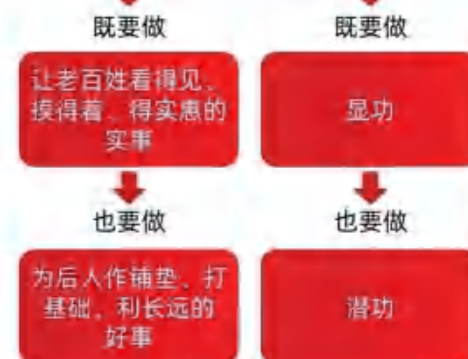 既要做
让老百姓看得见、
摸得着、得实惠的
实事
也要做
为后人作铺垫、打
基础、利长远的
好事
既要做
显功
也要做
潜功